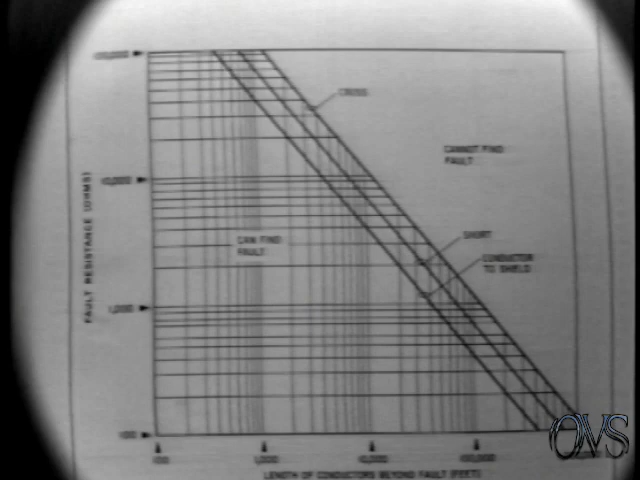 100,000
CROSS
CANNOT FIND
FAULT
10,000
FAULT RESISTANCE (OHMS)
CAN FIND
FAULT
SHORT
CONDUCTOR
TO SHIELD
1,000
100
100
1,000
10,000
100,000
LENGTH OF CONDUCTORS BEYOND FAULT (FEET)
OVS